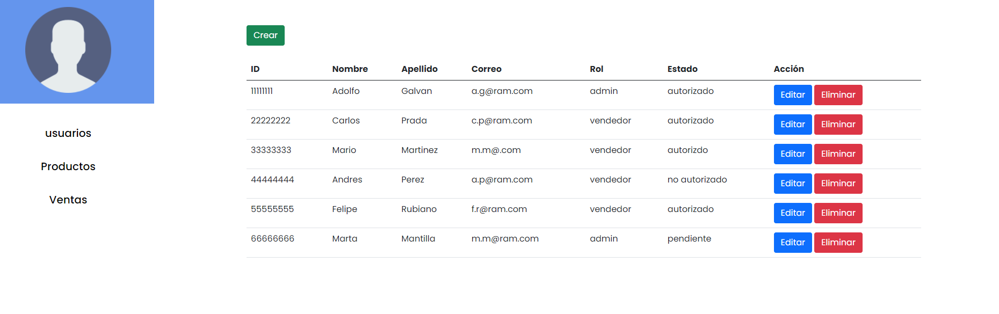 usuarios
Productos
Ventas
Crear
ID Nombre Apellido Correo Rol Estado Acción
11111111 Adolfo Galvan a.g@ram.com admin autorizado Editar Eliminar
22222222 Carlos Prada c.p@ram.com vendedor autorizado Editar Eliminar
33333333 Mario Martinez m.m@.com vendedor autorizdo Editar Eliminar
44444444 Andres Perez a.p@ram.com vendedor no autorizado Editar Eliminar
55555555 Felipe Rubiano f.r@ram.com vendedor autorizado Editar Eliminar
66666666 Marta Mantilla m.m@ram.com admin pendiente Editar Eliminar